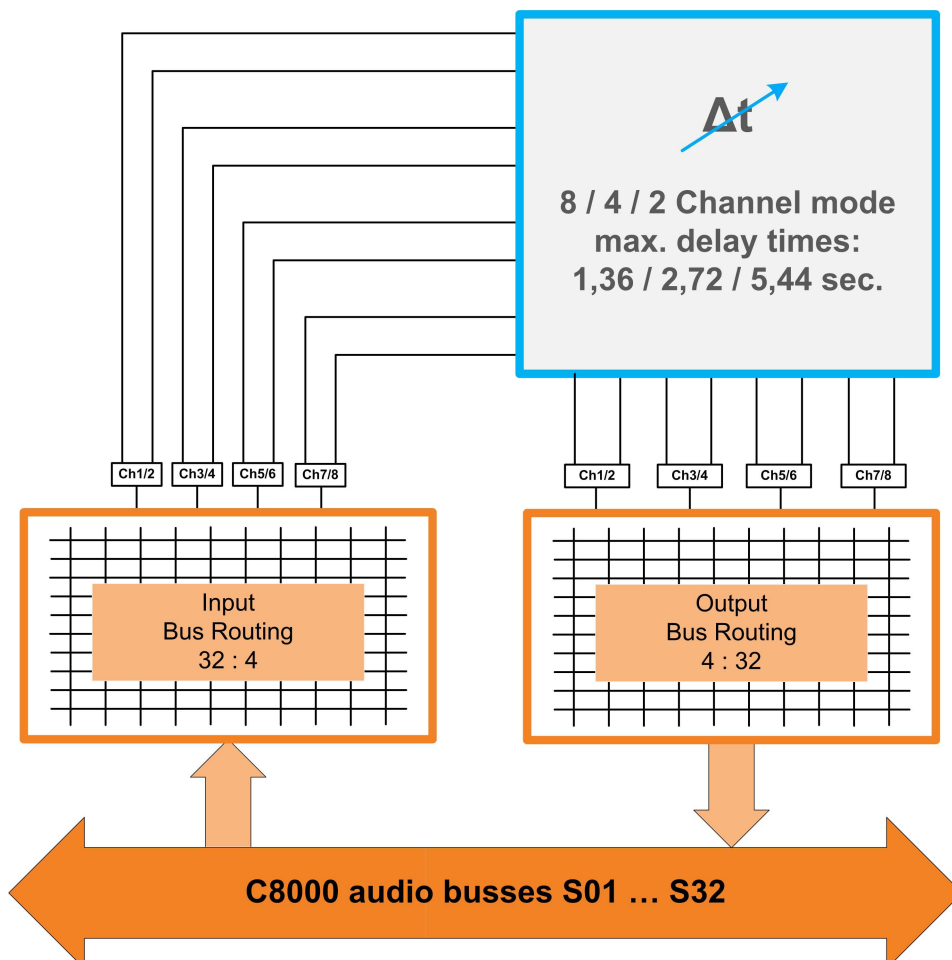 Δt
8 / 4 / 2 Channel mode
max. delay times:
1,36 / 2,72 / 5,44 sec.
Ch1/2
Ch3/4
Ch5/6
Ch7/8
Ch1/2
Ch3/4
Ch5/6
Ch7/8
Input
Bus Routing
32 : 4
Output
Bus Routing
4 : 32
C8000 audio busses S01 … S32